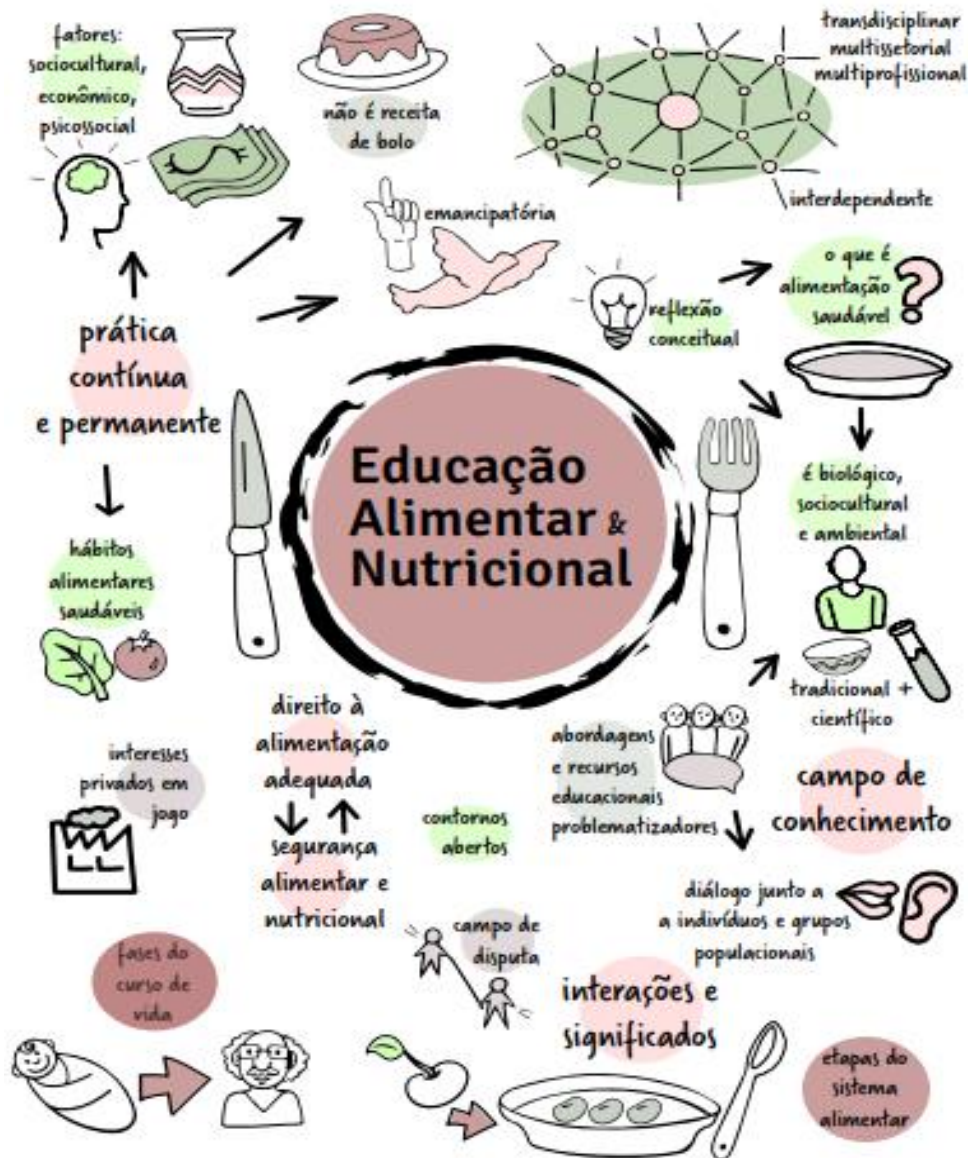 fatores:
sociocultural,
econômico,
psicossocial
não é receita
de bolo
transdisciplinar
multissetorial
multiprofissional
interdependente
emancipatória
reflexão
conceitual
o que é
alimentação
saudável
?
prática
contínua
e permanente
Educação
Alimentar &
Nutricional
é biológico,
sociocultural
e ambiental
hábitos
alimentares
saudáveis
tradicional +
científico
direito à
alimentação
adequada
segurança
alimentar e
nutricional
interesses
privados em
jogo
contornos
abertos
abordagens
e recursos
educacionais
problematizadores
campo de
conhecimento
diálogo junto a
a indivíduos e grupos
populacionais
fases do
curso de
vida
campo de
disputa
interações e
significados
etapas do
sistema
alimentar